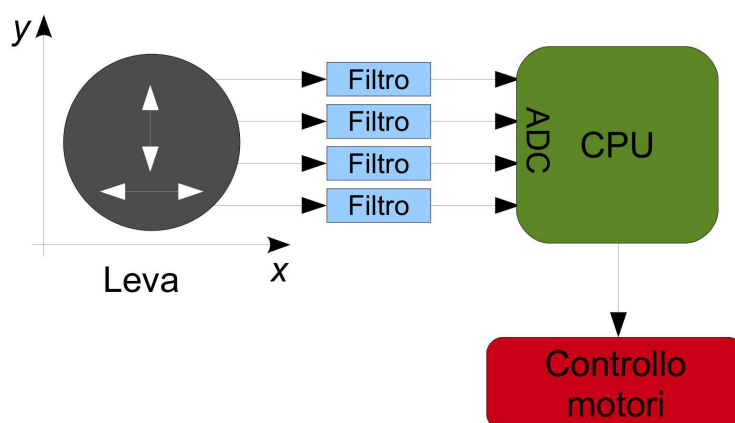 y
Filtro
Filtro
Filtro
Filtro
ADC
CPU
x
Leva
Controllo
motori